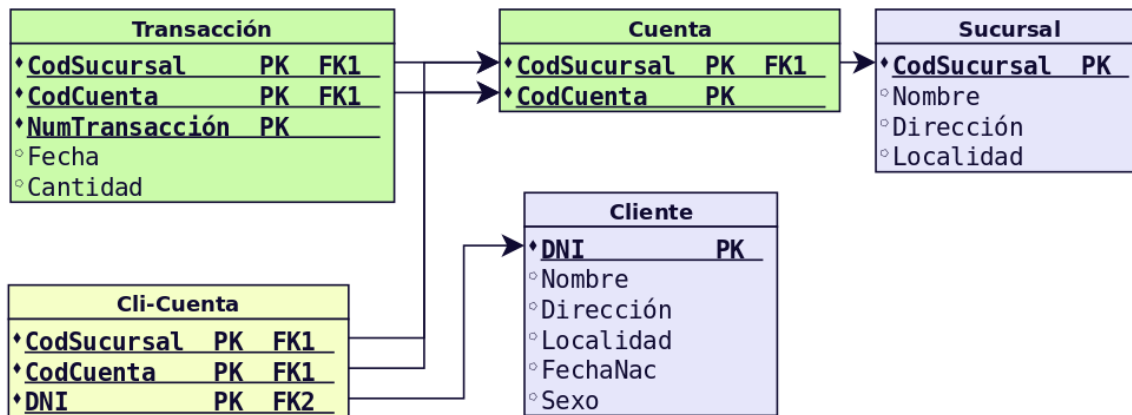 Transacción
CodSucursal PK FK1
CodCuenta PK FK1
NumTransacción PK
Fecha
Cantidad
Cuenta
CodSucursal PK FK1
CodCuenta PK
Sucursal
CodSucursal PK
Nombre
Dirección
Localidad
Cliente
DNI PK
Nombre
Dirección
Localidad
FechaNac
Sexo
Cli-Cuenta
CodSucursal PK FK1
CodCuenta PK FK1
DNI PK FK2